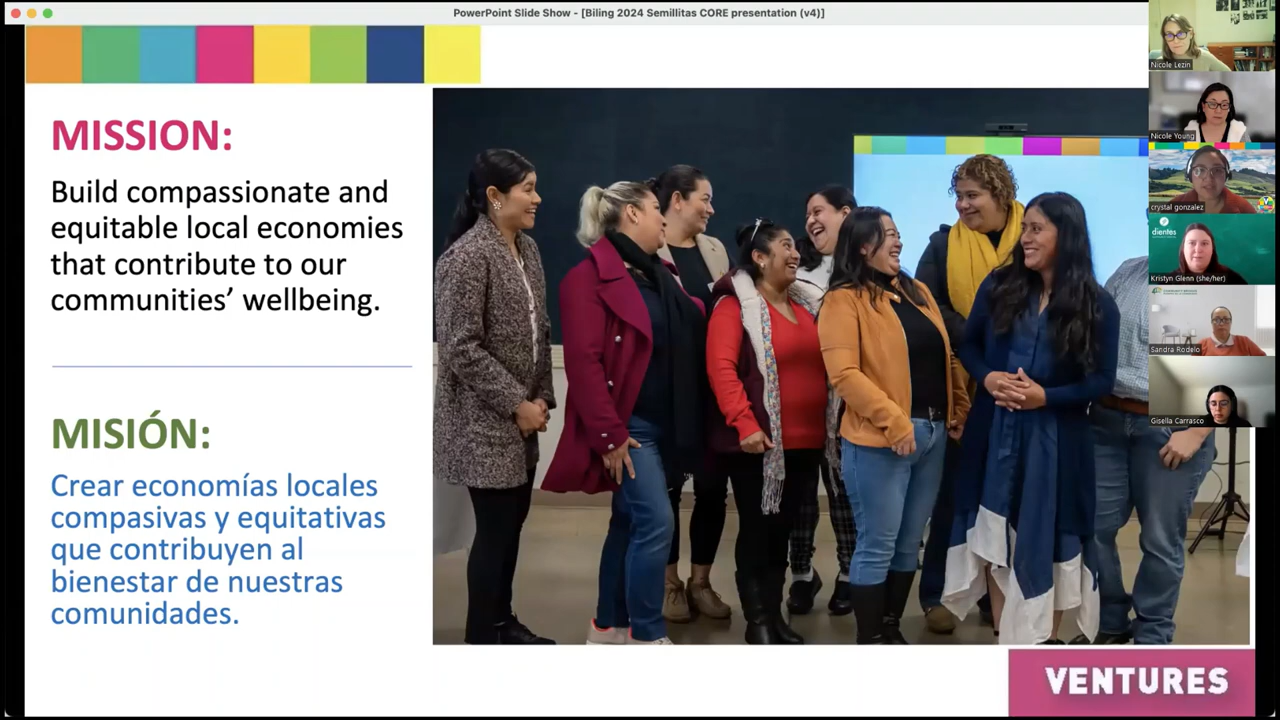 PowerPoint Slide Show - [Biling 2024 Semillitas CORE presentation (v4)]
MISSION:
Build compassionate and
equitable local economies
that contribute to our
communities’ wellbeing.
MISIÓN:
Crear economías locales
compasivas y equitativas
que contribuyen al
bienestar de nuestras
comunidades.
VENTURES
Nicole Lezin
Nicole Young
crystal gonzalez
dientes
Kristyn Glenn (she/her)
Sandra Rodelo
Gisella Carrasco